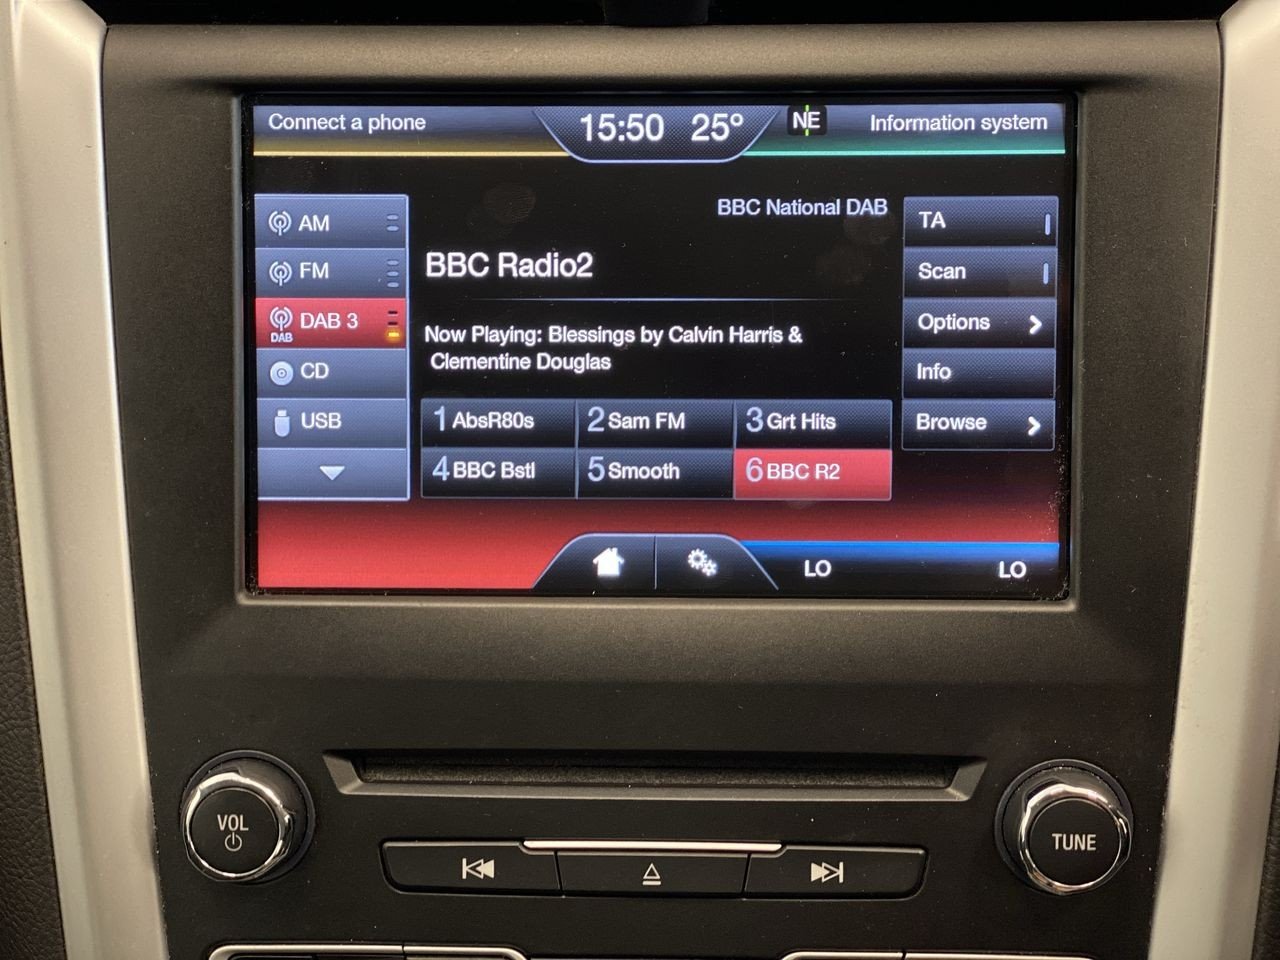 Connect a phone
15:50 25º
NE
Information system
AM
FM
DAB 3
DAB
CD
USB
BBC National DAB
BBC Radio2
Now Playing: Blessings by Calvin Harris &
Clementine Douglas
1 AbsR80s
2 Sam FM
3 Grt Hits
4 BBC Bstl
5 Smooth
6 BBC R2
TA
Scan
Options
Info
Browse
LO
LO
VOL
TUNE